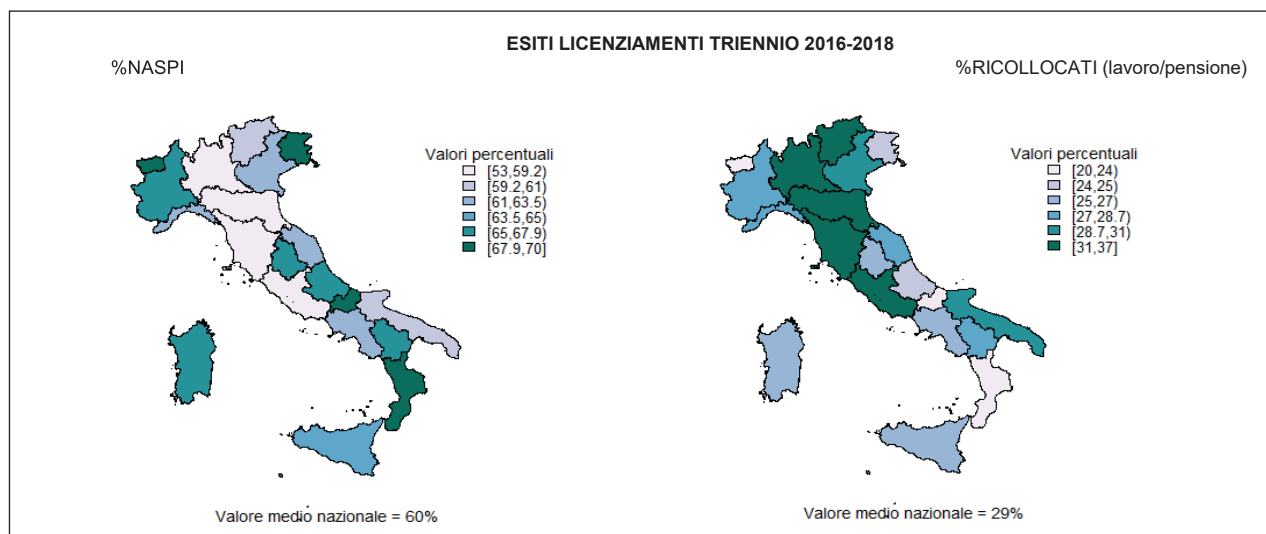 ESITI LICENZIAMENTI TRIENNIO 2016-2018
%NASPI
%RICOLLOCATI (lavoro/pensione)
Valori percentuali
[53,59.2)
[59.2,61)
[61,63.5)
[63.5,65)
[65,67.9)
[67.9,70]
Valori percentuali
[20,24)
[24,25)
[25,27)
[27,28.7)
[28.7,31)
[31,37]
Valore medio nazionale = 60%
Valore medio nazionale = 29%